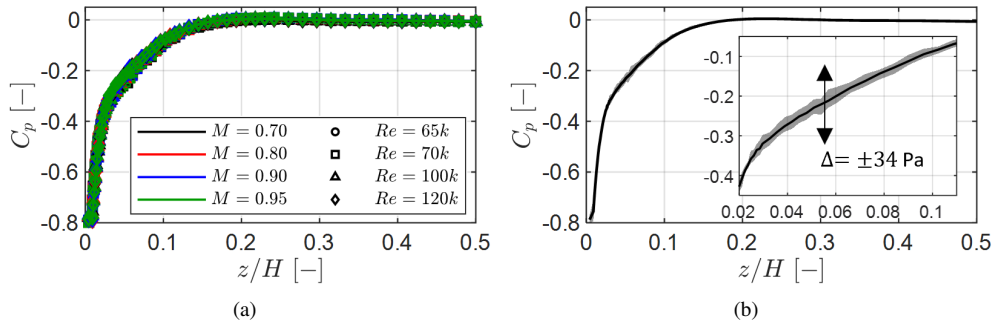 0
-0.2
-0.4
-0.6
-0.8
C_p [−]
M = 0.70
M = 0.80
M = 0.90
M = 0.95
Re = 65k
Re = 70k
Re = 100k
Re = 120k
0 0.1 0.2 0.3 0.4 0.5
z/H [−]
(a)
0
-0.2
-0.4
-0.6
-0.8
C_p [−]
-0.1
-0.2
-0.3
-0.4
Δ= ±34 Pa
0.02 0.04 0.06 0.08 0.1
0 0.1 0.2 0.3 0.4 0.5
z/H [−]
(b)